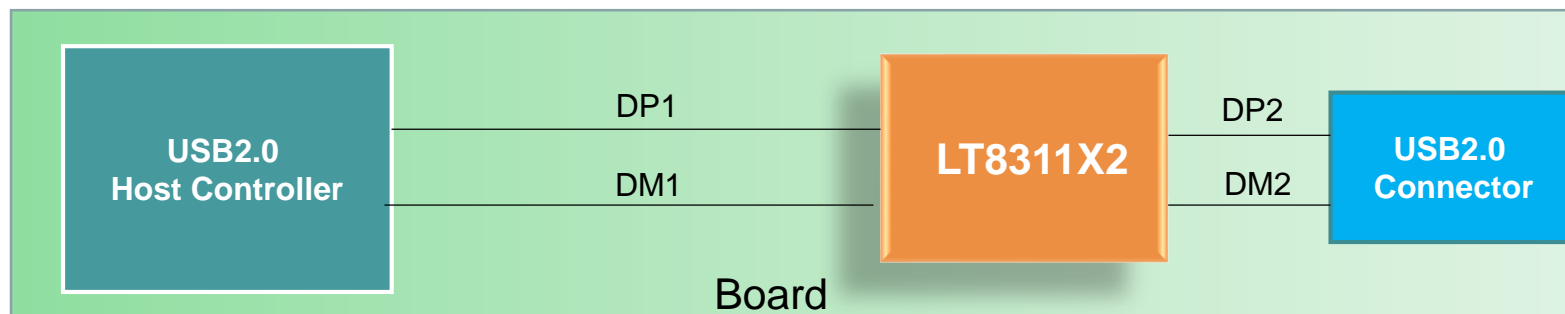 USB2.0
Host Controller
DP1
DM1
LT8311X2
DP2
DM2
USB2.0
Connector
Board